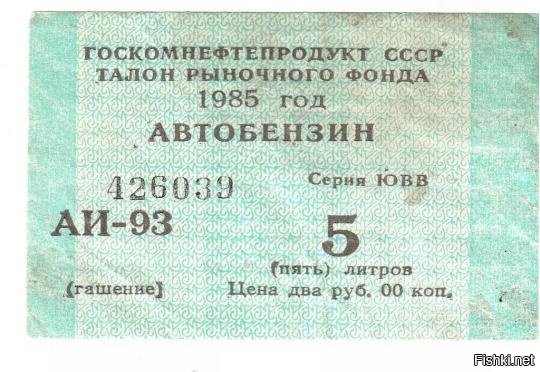 ГОСКОМНЕФТЕПРОДУКТ СССР
ТАЛОН РЫНОЧНОГО ФОНДА
1985 год
АВТОБЕНЗИН
426039 Серия ЮВВ
АИ-93 5
(пять) литров
(гашение) Цена два руб. 00 коп.
Fishki.net